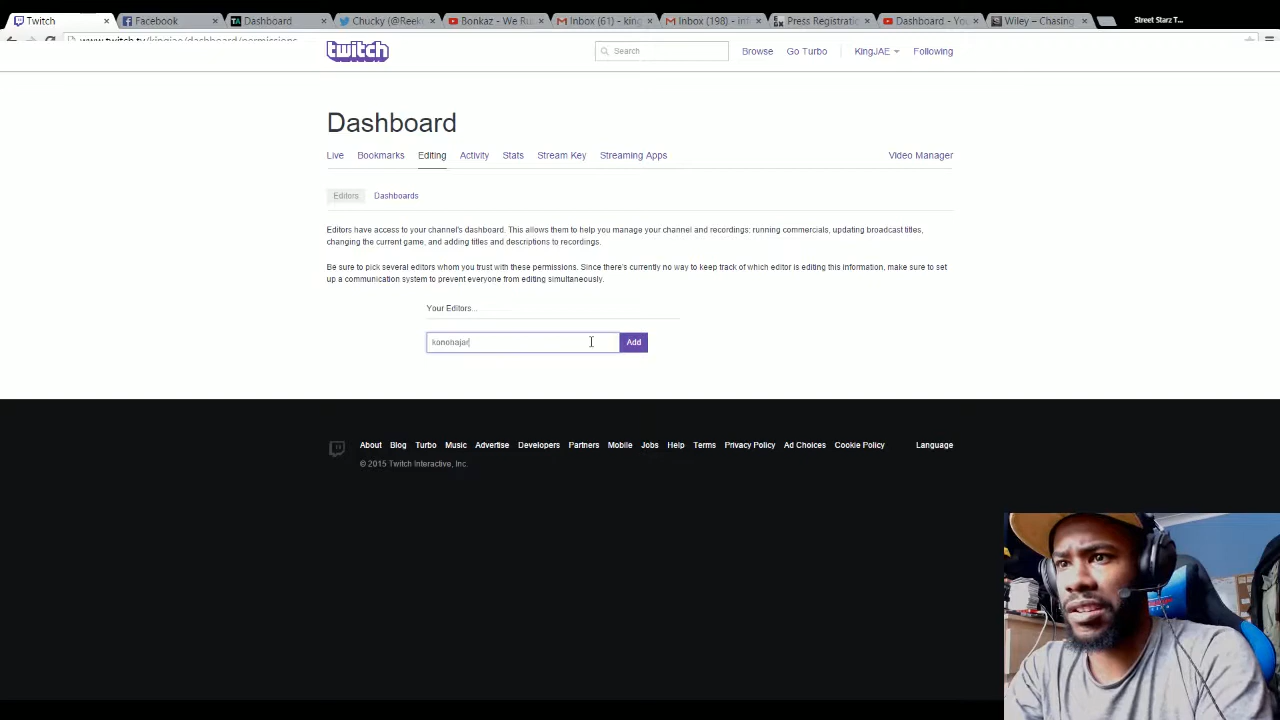 Twitch
Facebook
Dashboard
Chucky (@Reek
Bonkaz - We Ru
Inbox (61) - king
Inbox (198) - inf
Press Registratio
Dashboard - You
Wiley – Chasing
Street Starz T...
www.twitch.tv/kingjae/dashboard/permissions
twitch
Search
Browse
Go Turbo
KingJAE
Following
Dashboard
Live Bookmarks Editing Activity Stats Stream Key Streaming Apps Video Manager
Editors Dashboards
Editors have access to your channel's dashboard. This allows them to help you manage your channel and recordings: running commercials, updating broadcast titles,
changing the current game, and adding titles and descriptions to recordings.
Be sure to pick several editors whom you trust with these permissions. Since there's currently no way to keep track of which editor is editing this information, make sure to set
up a communication system to prevent everyone from editing simultaneously.
Your Editors...
konohajar
Add
About Blog Turbo Music Advertise Developers Partners Mobile Jobs Help Terms Privacy Policy Ad Choices Cookie Policy Language
© 2015 Twitch Interactive, Inc.